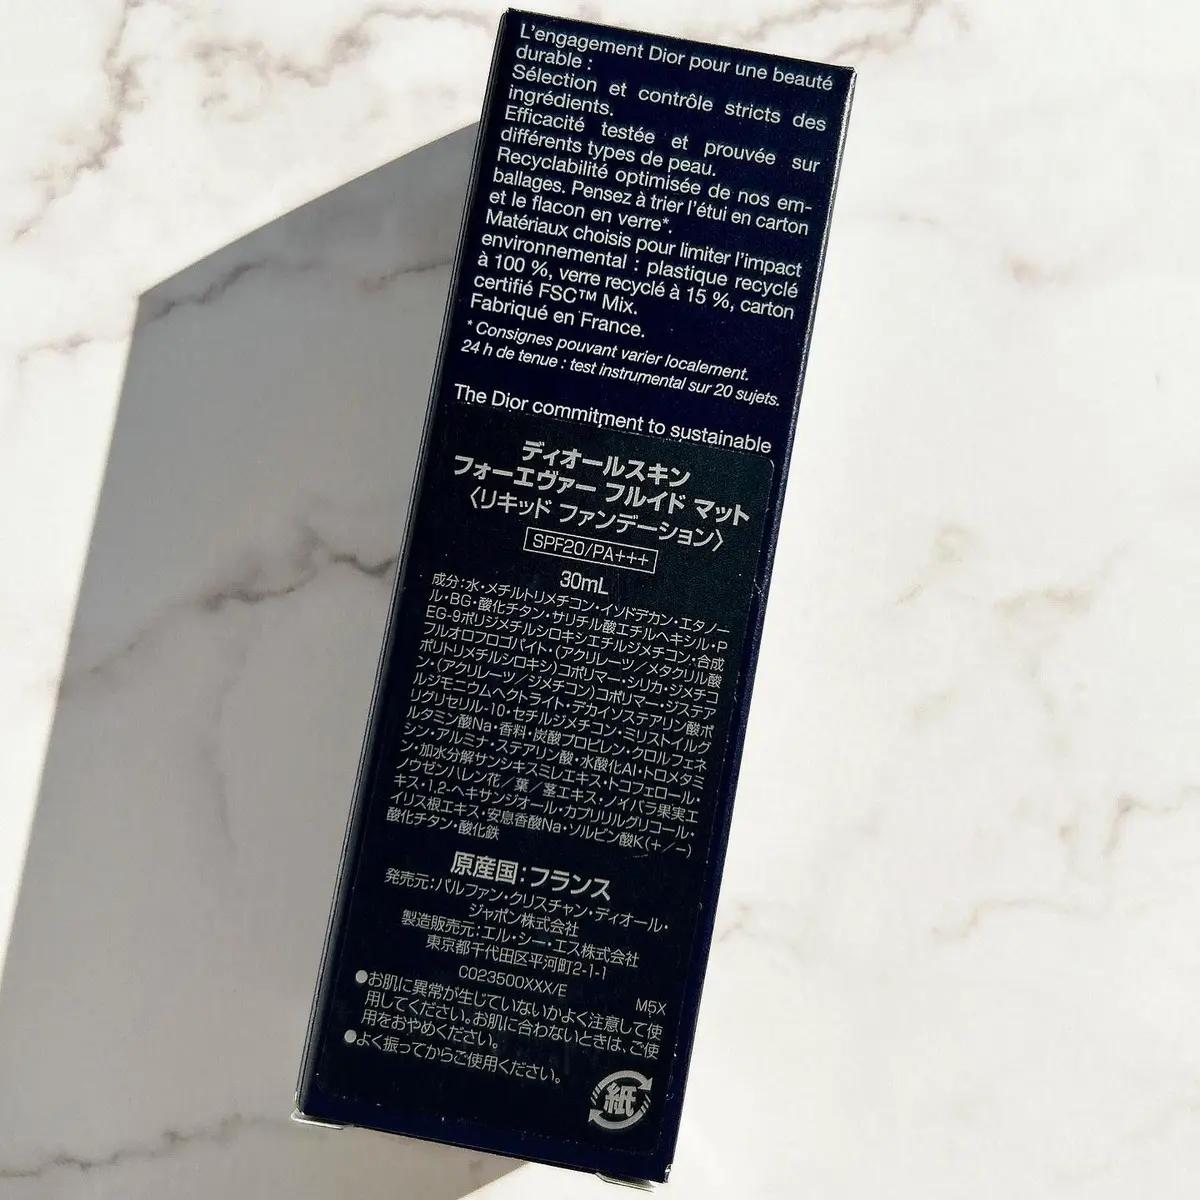 L'engagement Dior pour une beauté
durable :
Sélection et contrôle stricts des
ingrédients.
Efficacité testée et prouvée sur
différents types de peau.
Recyclabilité optimisée de nos em-
ballages. Pensez à trier l'étui en carton
et le flacon en verre*.
Matériaux choisis pour limiter l'impact
environnemental : plastique recyclé
à 100 %, verre recyclé à 15 %, carton
certifié FSC™ Mix.
Fabriqué en France.
* Consignes pouvant varier localement.
24 h de tenue : test instrumental sur 20 sujets.
The Dior commitment to sustainable
ディオールスキン
フォーエヴァー フルイド マット
〈リキッド ファンデーション〉
SPF20/PA+++
30mL
成分:水・メチルトリメチコン・イソドデカン・エタノー
ル・BG・酸化チタン・サリチル酸エチルヘキシル・P
EG-9ポリジメチルシロキシエチルジメチコン・合成
フルオロフロゴパイト・(アクリレーツ/メタクリル酸
ポリトリメチルシロキシ)コポリマー・シリカ・ジメチコ
ン・(アクリレーツ/ジメチコン)コポリマー・ジステア
ルジモニウムヘクトライト・デカイソステアリン酸ポ
リグリセリル-10・セチルジメチコン・ミリストイルグ
ルタミン酸Na・香料・炭酸プロピレン・クロルフェネ
シン・アルミナ・ステアリン酸・水酸化Al・トロメタミ
ン・加水分解サンシキスミレエキス・トコフェロール・
ノウゼンハレン花/葉/茎エキス・ノイバラ果実エ
キス・1,2-ヘキサンジオール・カプリリルグリコール・
イリス根エキス・安息香酸Na・ソルビン酸K(+/−)
酸化チタン・酸化鉄
原産国:フランス
発売元:パルファン・クリスチャン・ディオール・
ジャポン株式会社
製造販売元:エル・シー・エス株式会社
東京都千代田区平河町2-1-1
C023500XXX/E
M5X
●お肌に異常が生じていないかよく注意して使
用してください。お肌に合わないときは、ご使
用をおやめください。
●よく振ってからご使用ください。
紙